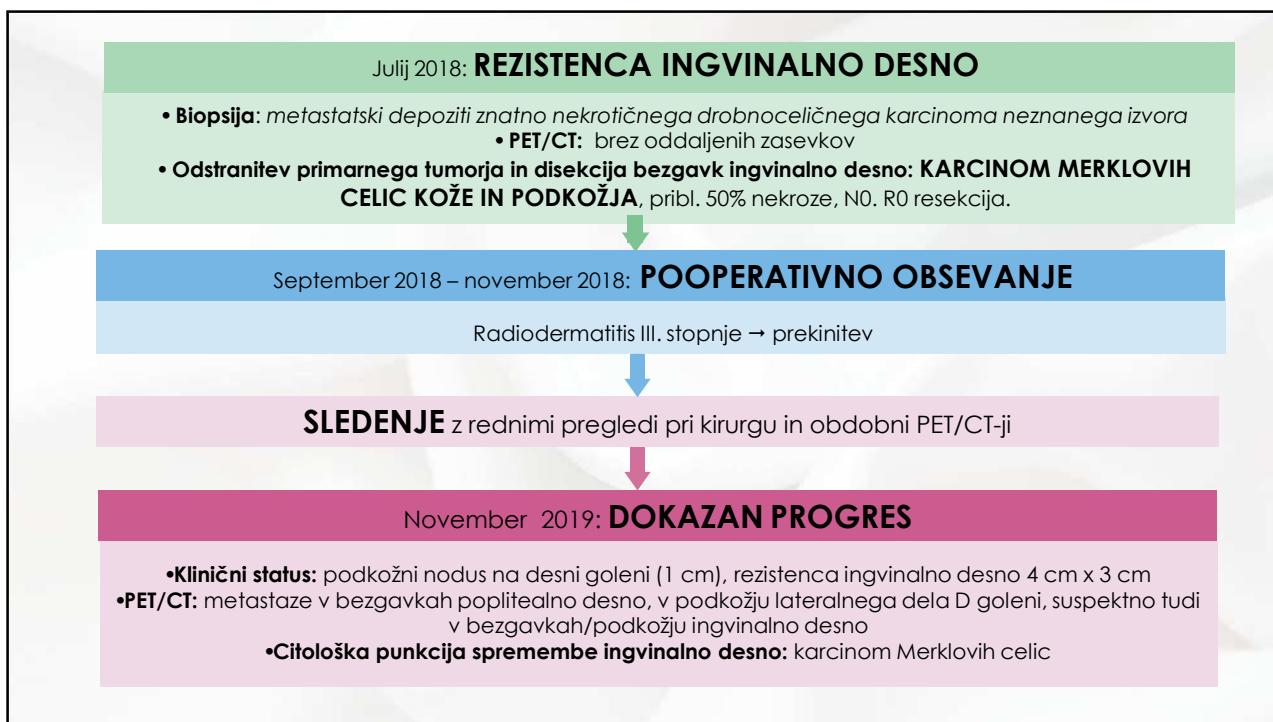 Julij 2018: REZISTENCA INGVINALNO DESNO
• Biopsija: metastatski depoziti znatno nekrotičnega drobnoceličnega karcinoma neznanega izvora
• PET/CT: brez oddaljenih zasevkov
• Odstranitev primarnega tumorja in disekcija bezgavk ingvinalno desno: KARCINOM MERKLOVIH
CELIC KOŽE IN PODKOŽJA, pribl. 50% nekroze, N0. R0 resekcija.
September 2018 – november 2018: POOPERATIVNO OBSEVANJE
Radiodermatitis III. stopnje → prekinitev
SLEDENJE z rednimi pregledi pri kirurgu in obdobni PET/CT-ji
November 2019: DOKAZAN PROGRES
•Klinični status: podkožni nodus na desni goleni (1 cm), rezistenca ingvinalno desno 4 cm x 3 cm
•PET/CT: metastaze v bezgavkah poplitealno desno, v podkožju lateralnega dela D goleni, suspektno tudi
v bezgavkah/podkožju ingvinalno desno
•Citološka punkcija spremembe ingvinalno desno: karcinom Merklovih celic